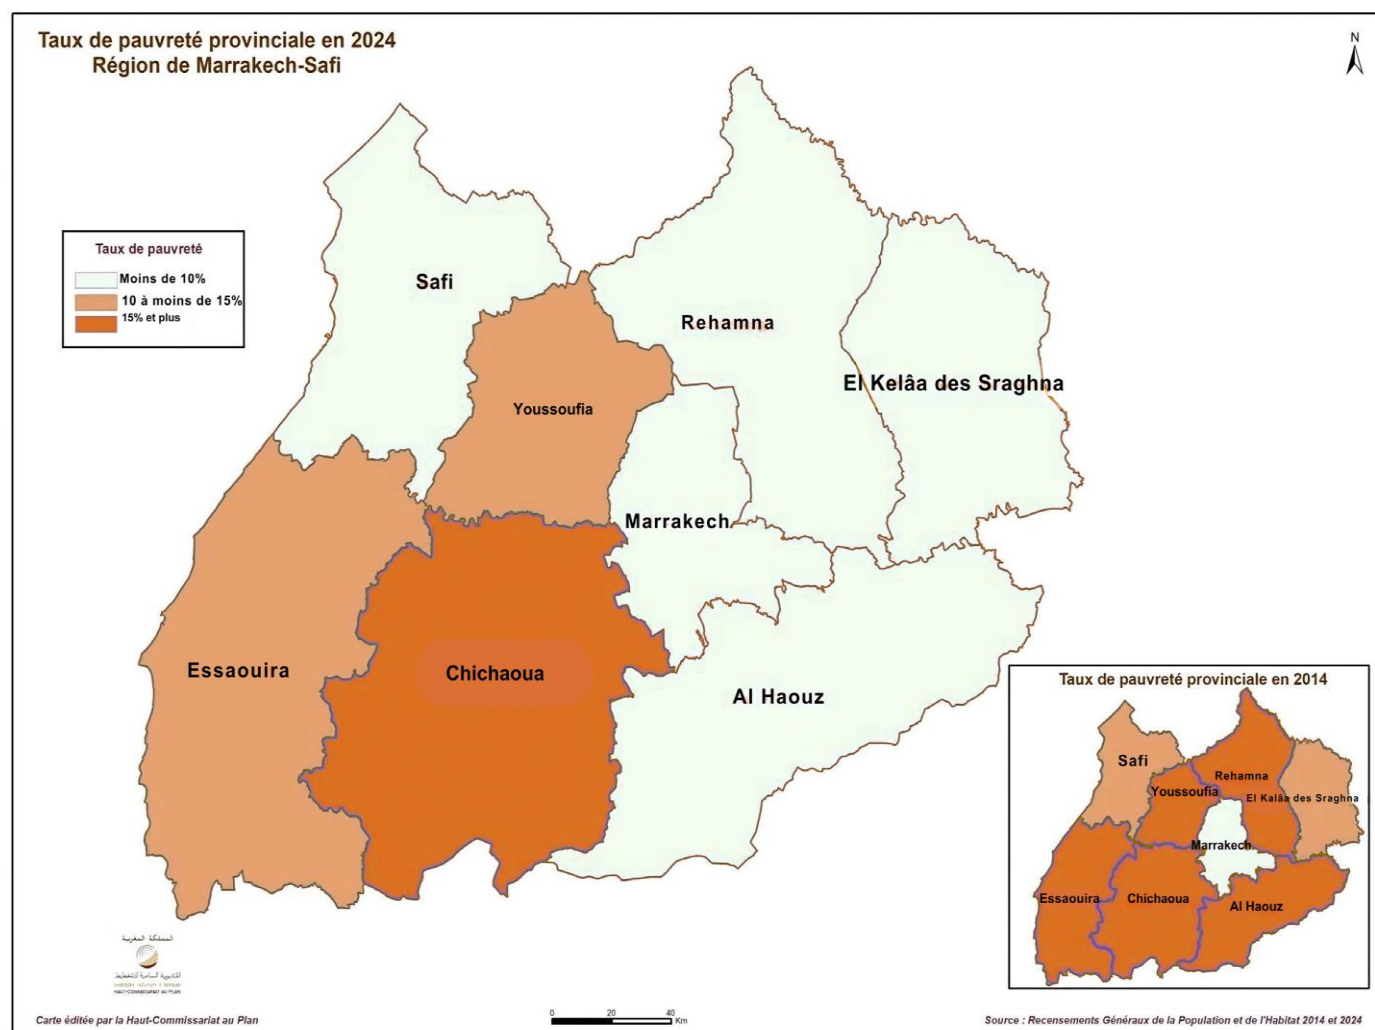 Taux de pauvreté provinciale en 2024
Région de Marrakech-Safi
N
Taux de pauvreté
Moins de 10%
10 à moins de 15%
15% et plus
Safi
Rehamna
El Kelâa des Sraghna
Youssoufia
Marrakech
Essaouira
Chichaoua
Al Haouz
Taux de pauvreté provinciale en 2014
Safi
Rehamna
Youssoufia
El Kalâa des Sraghna
Marrakech
Essaouira
Chichaoua
Al Haouz
المملكة المغربية
المندوبية السامية للتخطيط
HAUT-COMMISSARIAT AU PLAN
Carte éditée par la Haut-Commissariat au Plan
0 20 40
Km
Source : Recensements Généraux de la Population et de l'Habitat 2014 et 2024